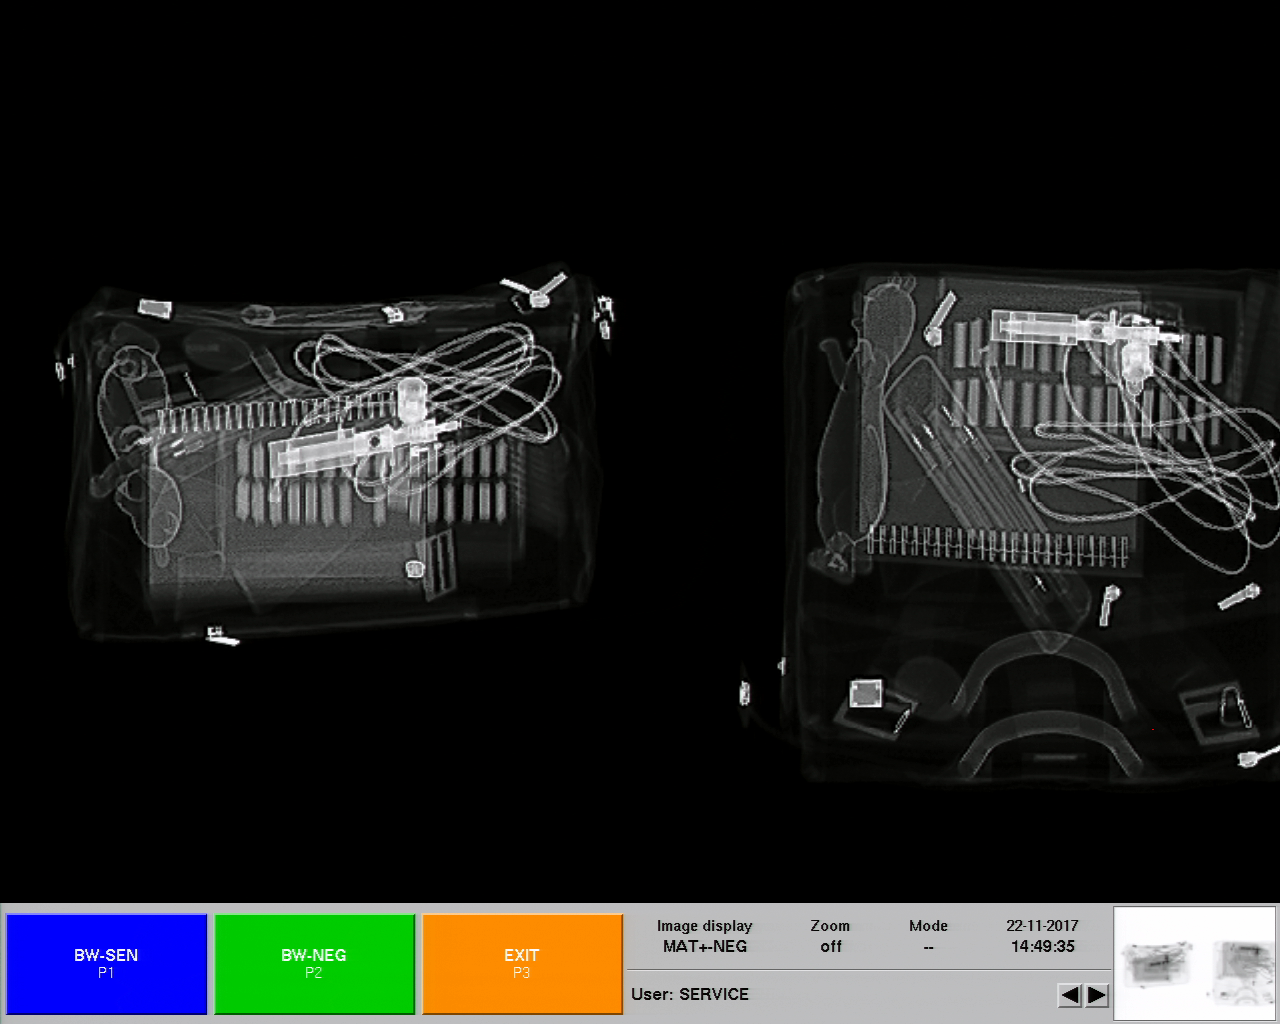 BW-SEN
P1
BW-NEG
P2
EXIT
P3
Image display
MAT+-NEG
Zoom
off
Mode
--
22-11-2017
14:49:35
User: SERVICE